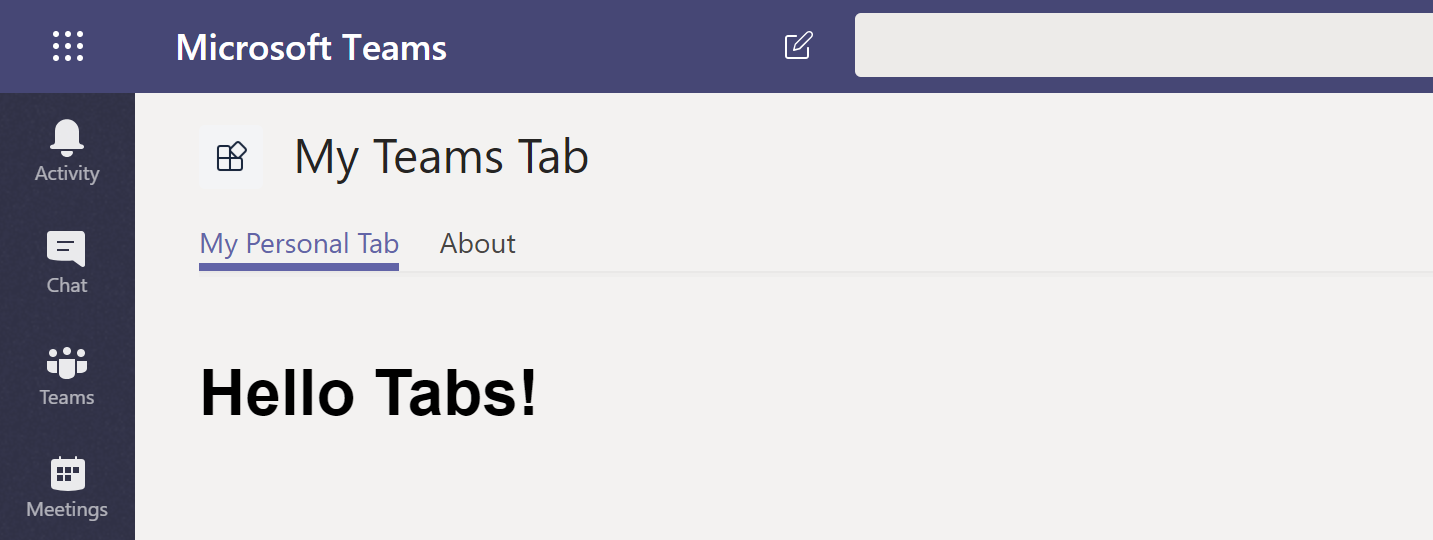 Microsoft Teams
Activity
Chat
Teams
Meetings
My Teams Tab
My Personal Tab About
Hello Tabs!